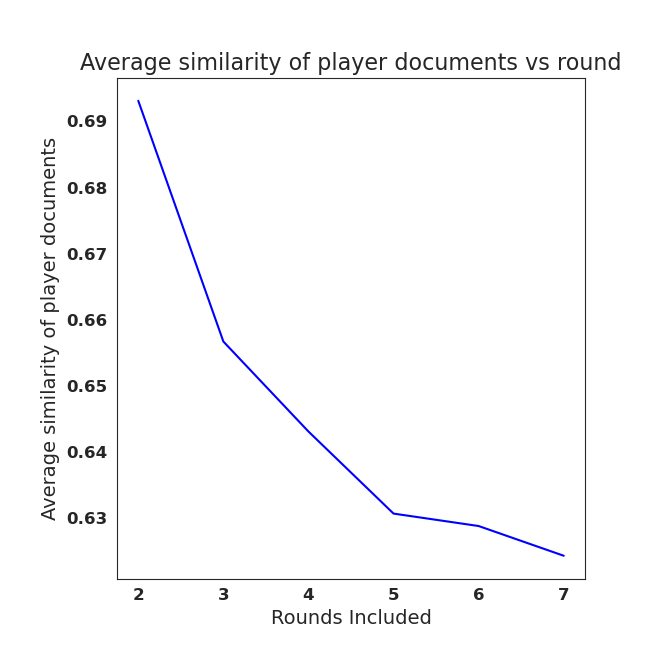 Average similarity of player documents vs round
Average similarity of player documents
0.69
0.68
0.67
0.66
0.65
0.64
0.63
2 3 4 5 6 7
Rounds Included